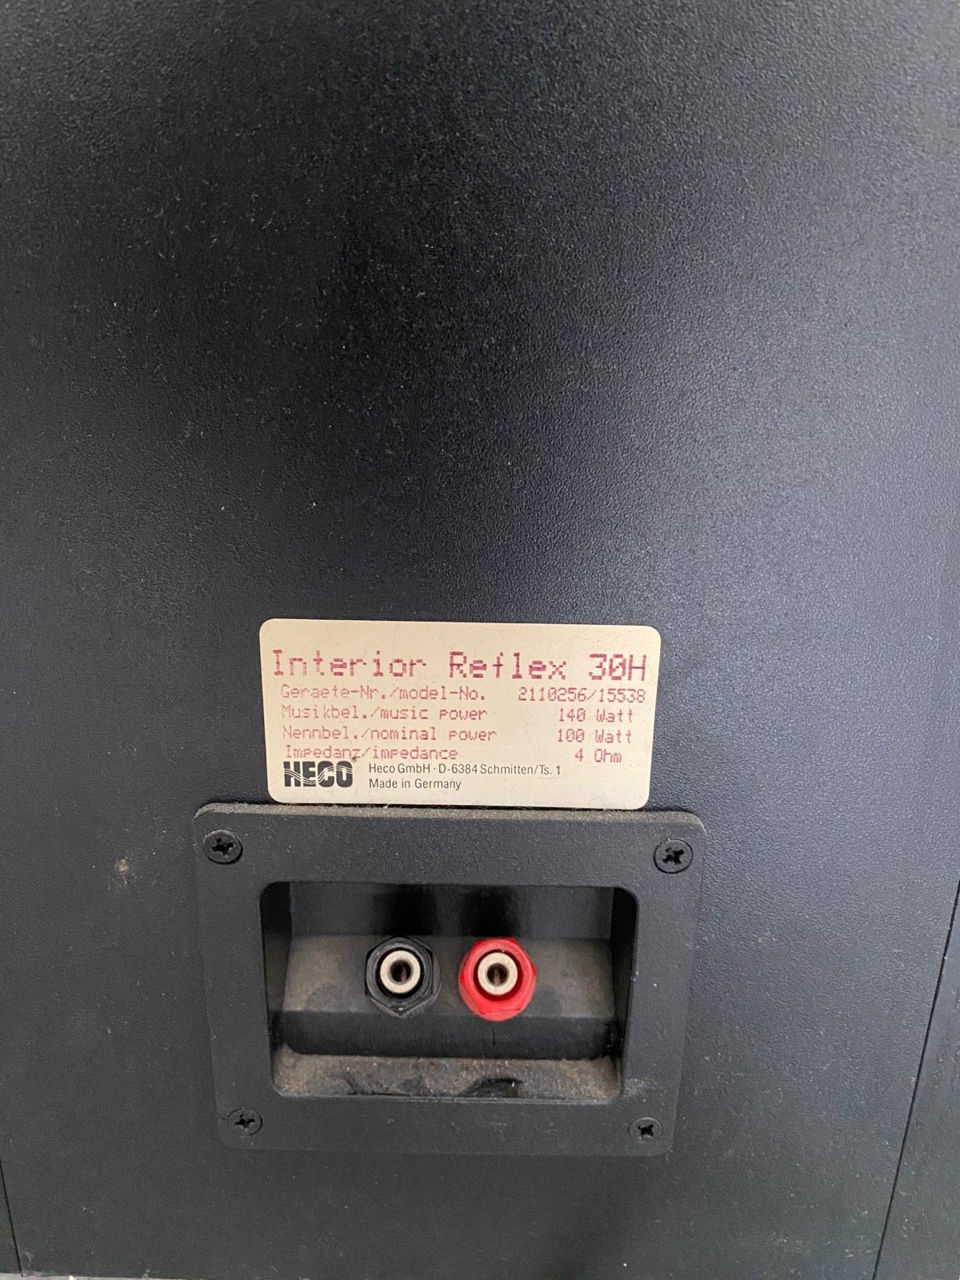 Interior Reflex 30H
Geraete-Nr./model-No. 2110256/15538
Musikbel./music power 140 Watt
Nennbel./nominal power 100 Watt
Impedanz/impedance 4 Ohm
HECO Heco GmbH · D-6384 Schmitten/Ts. 1
Made in Germany